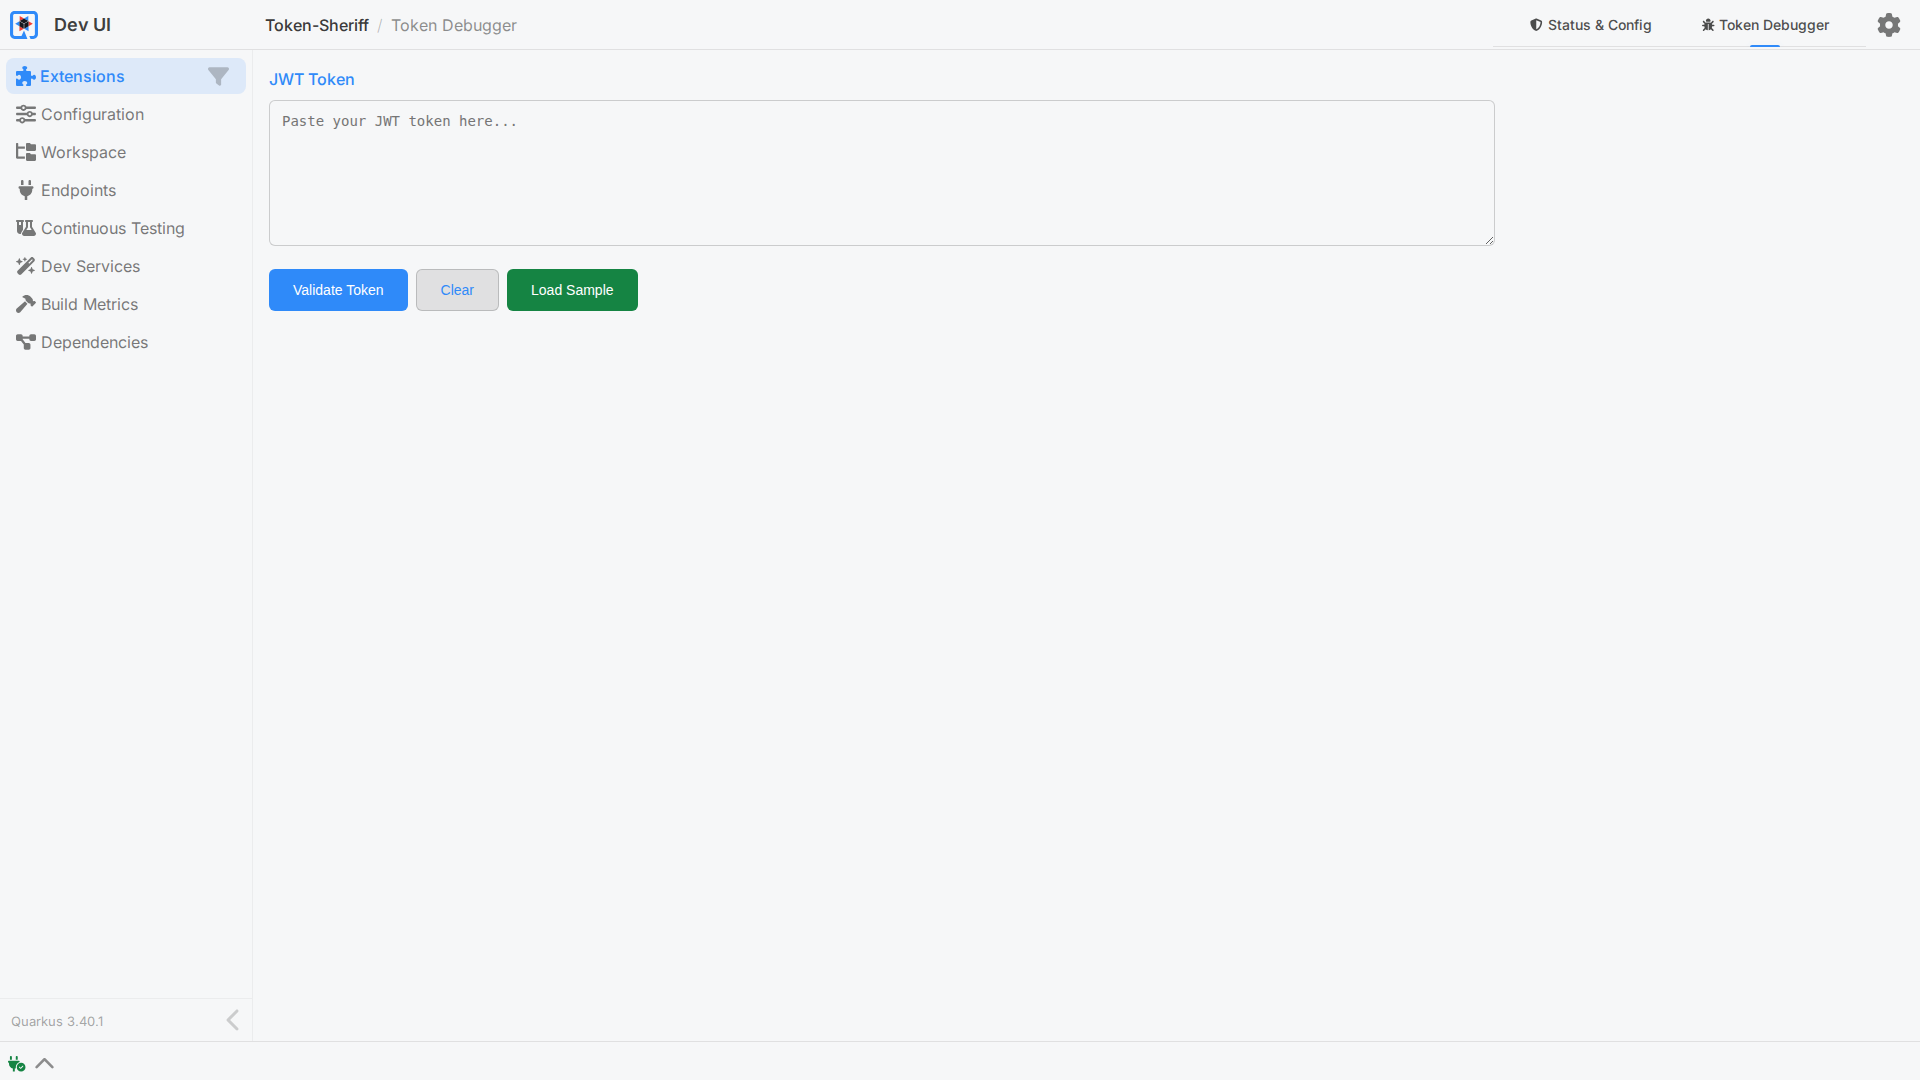 Dev UI
Token-Sheriff / Token Debugger
Status & Config
Token Debugger
Extensions
Configuration
Workspace
Endpoints
Continuous Testing
Dev Services
Build Metrics
Dependencies
JWT Token
Paste your JWT token here...
Validate Token
Clear
Load Sample
Quarkus 3.40.1